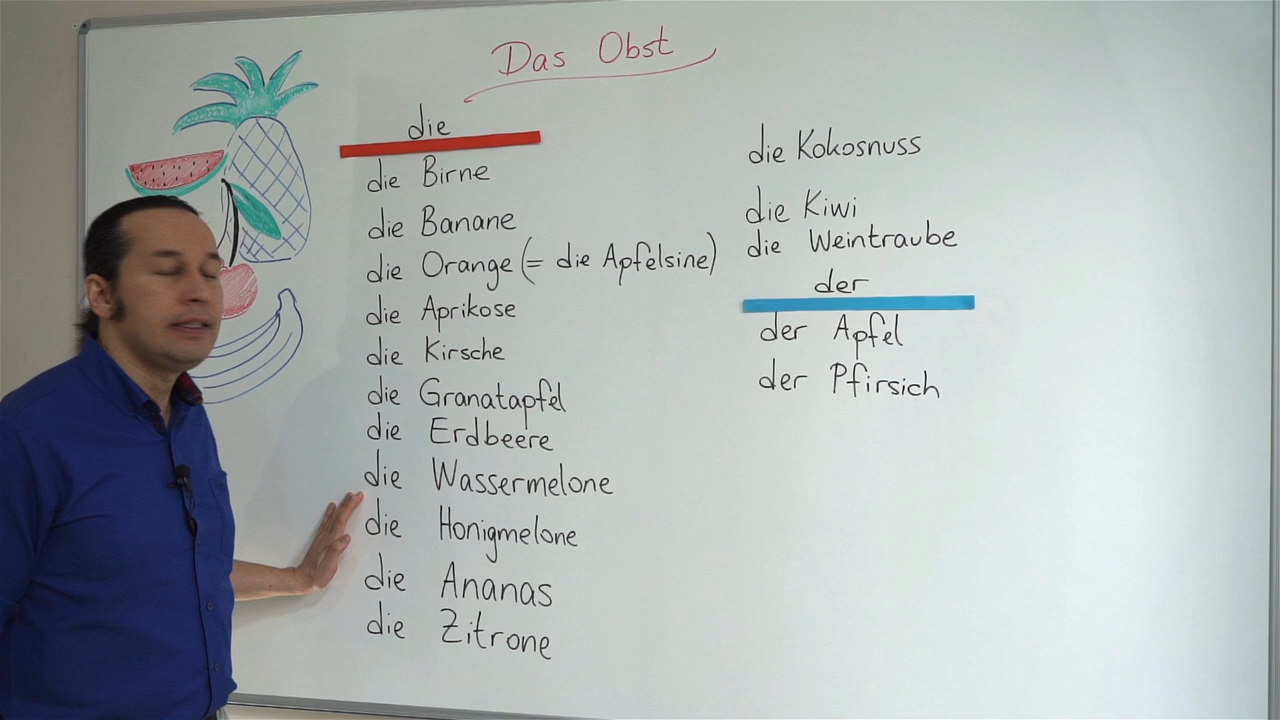 Das Obst
die
die Birne
die Banane
die Orange (= die Apfelsine)
die Aprikose
die Kirsche
die Granatapfel
die Erdbeere
die Wassermelone
die Honigmelone
die Ananas
die Zitrone
die Kokosnuss
die Kiwi
die Weintraube
der
der Apfel
der Pfirsich